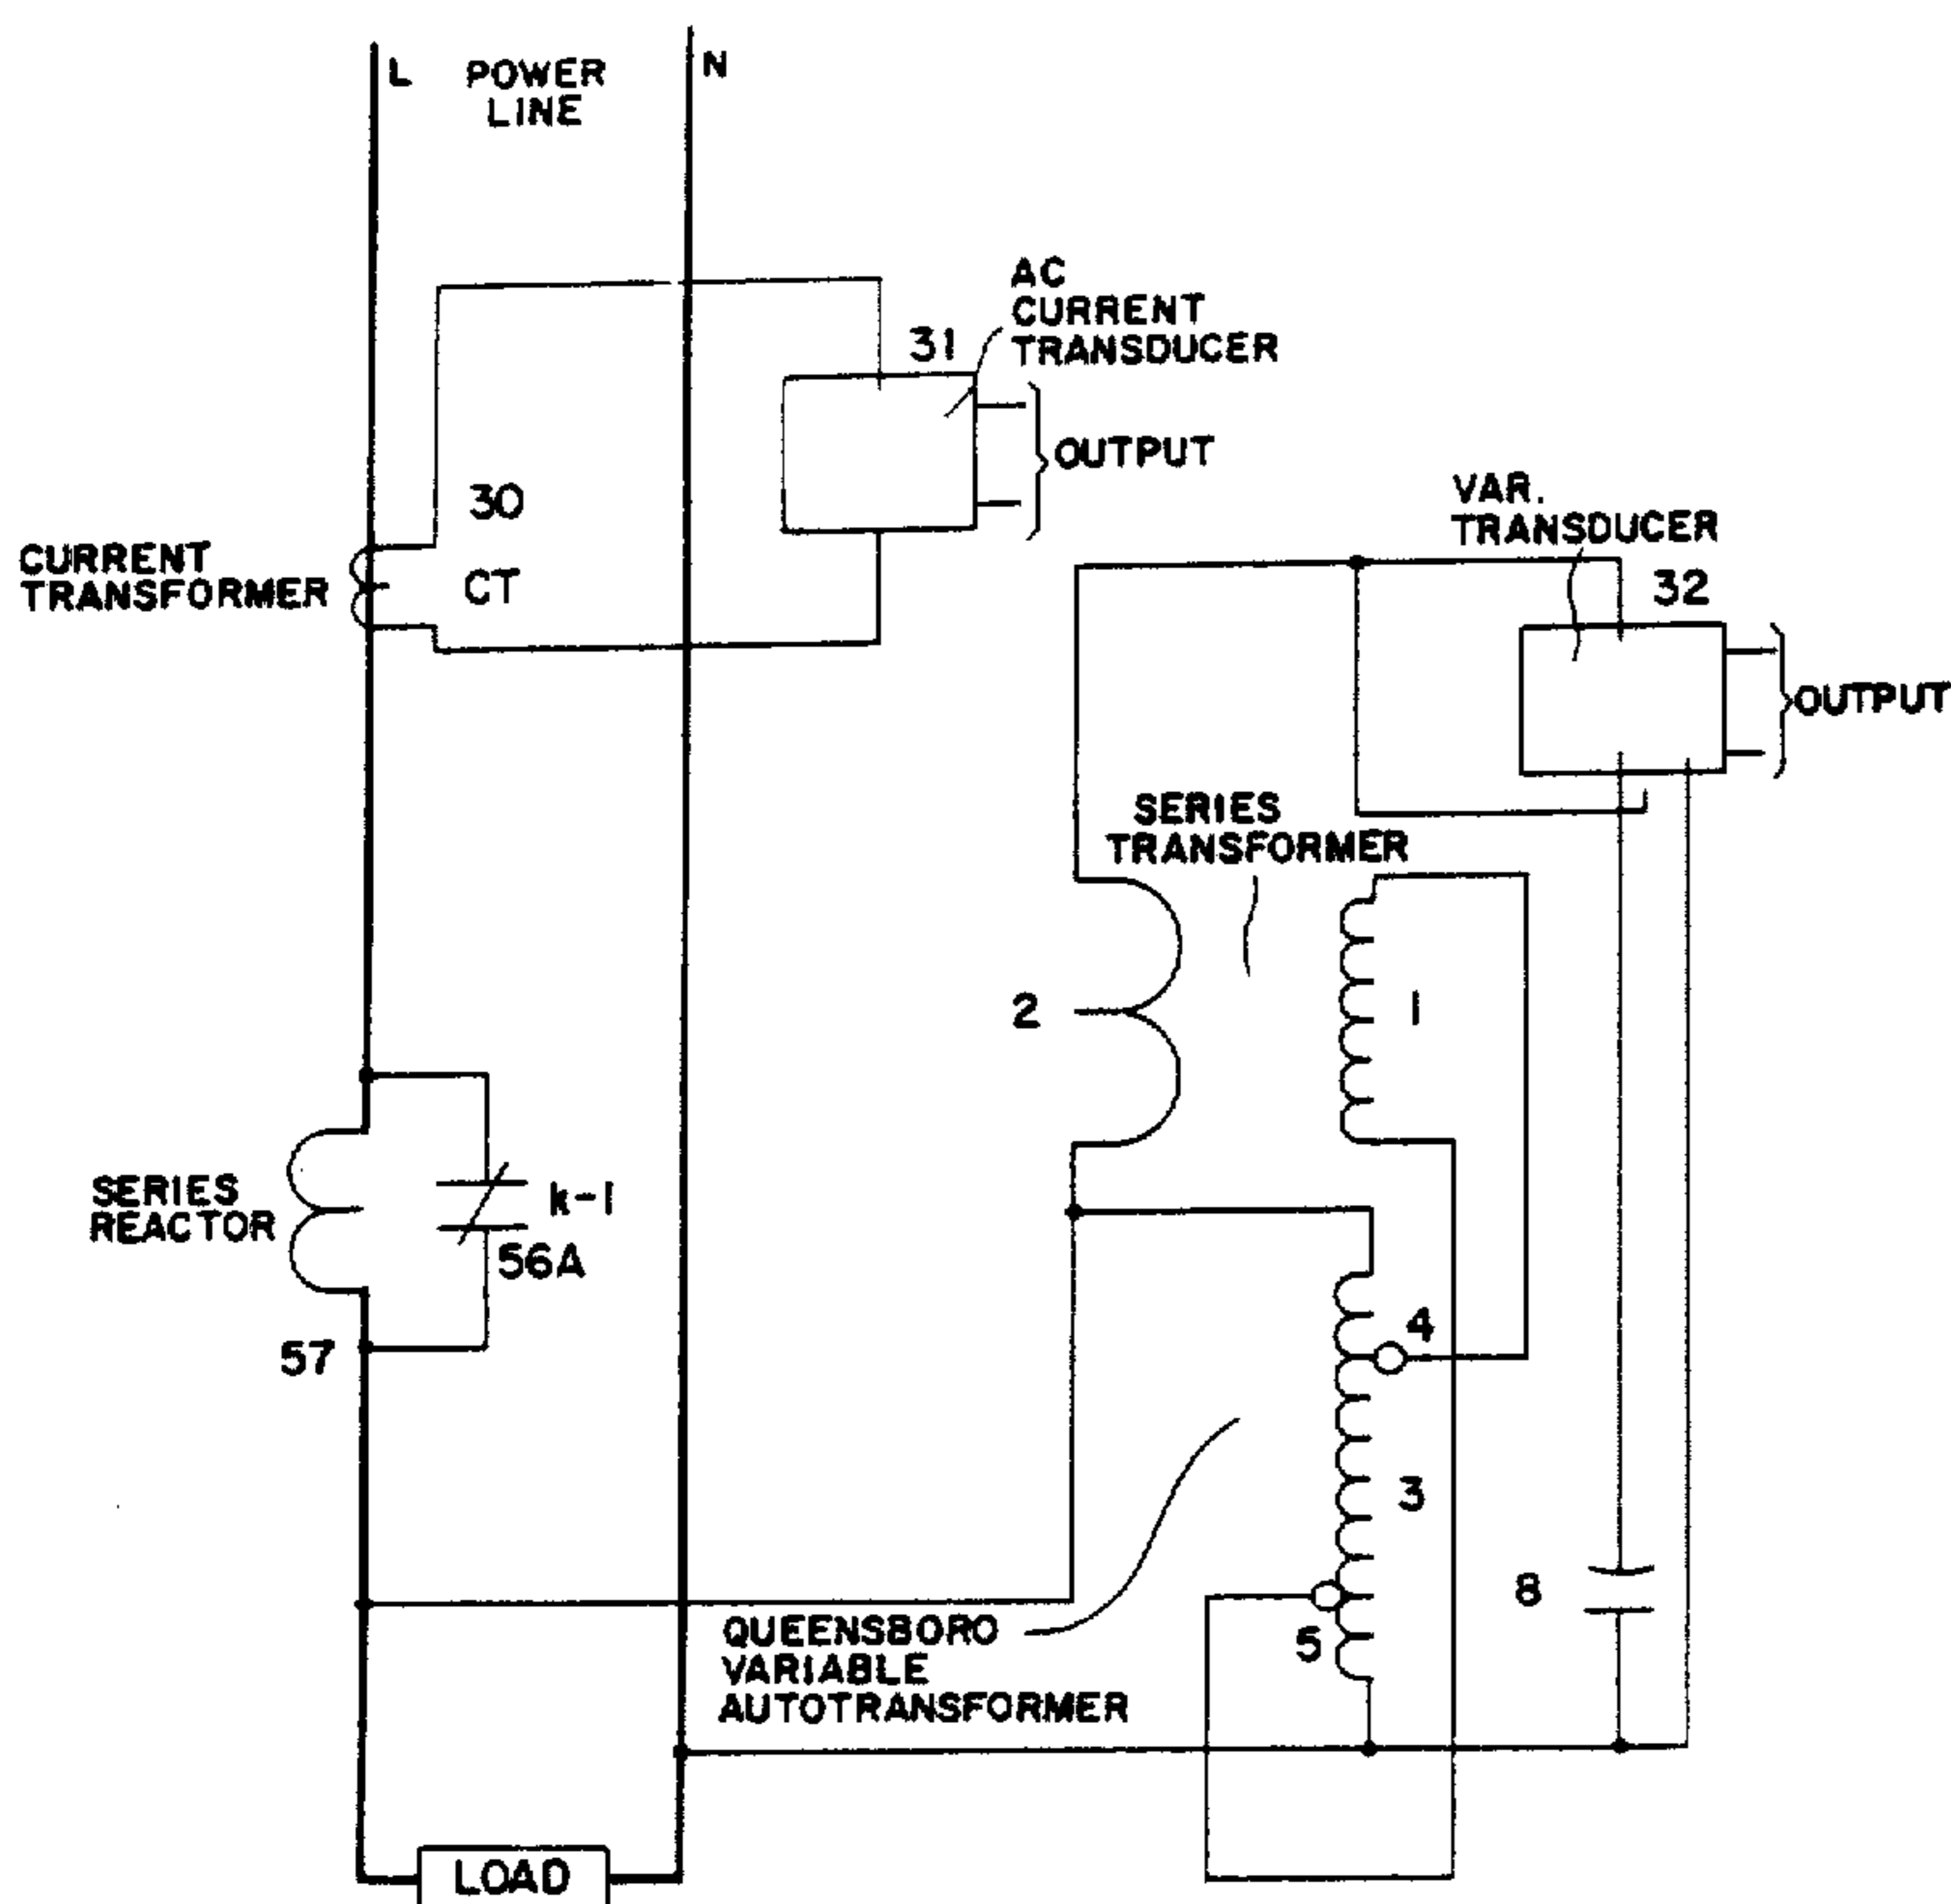 L
POWER
LINE
N
AC
CURRENT
TRANSDUCER
31
OUTPUT
30
CT
CURRENT
TRANSFORMER
VAR.
TRANSDUCER
32
OUTPUT
SERIES
TRANSFORMER
2
1
SERIES
REACTOR
k-1
56A
57
4
3
5
8
QUEENSBORO
VARIABLE
AUTOTRANSFORMER
LOAD